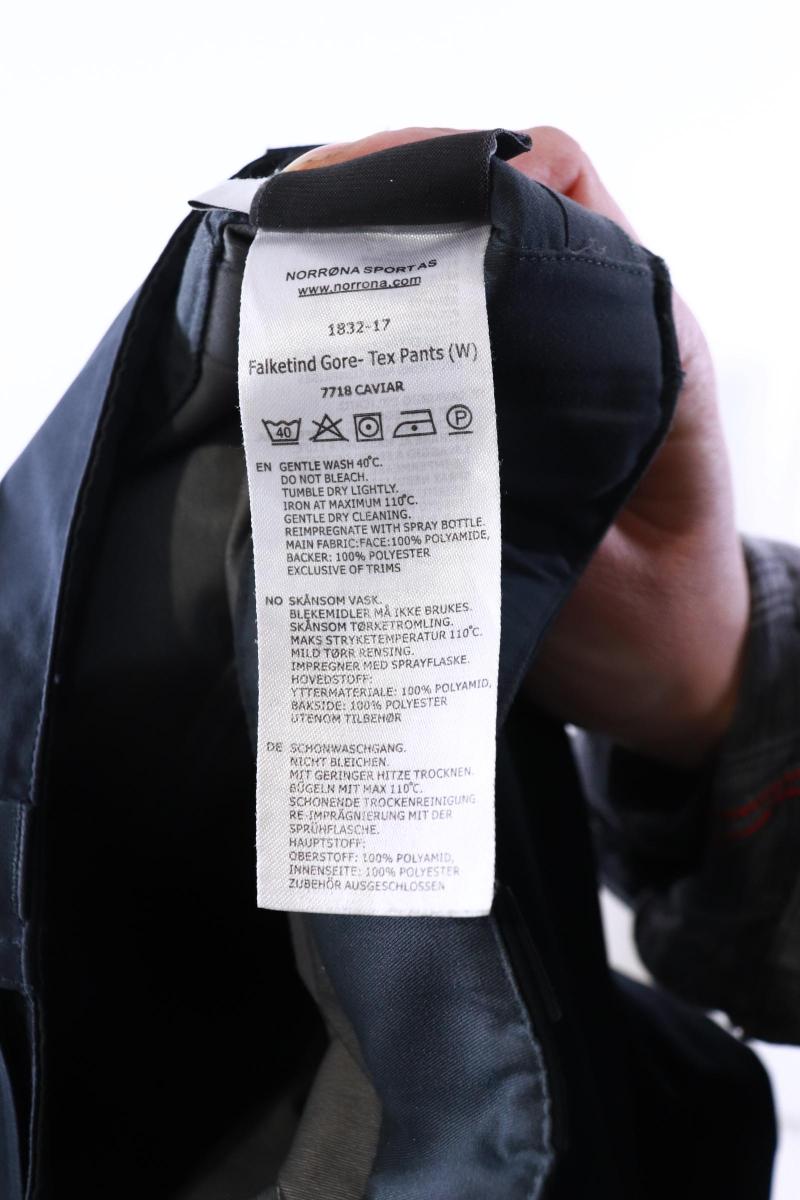 NORRØNA SPORT AS
www.norrona.com
1832-17
Falketind Gore- Tex Pants (W)
7718 CAVIAR
40 P
EN GENTLE WASH 40°C.
DO NOT BLEACH.
TUMBLE DRY LIGHTLY.
IRON AT MAXIMUM 110°C.
GENTLE DRY CLEANING.
REIMPREGNATE WITH SPRAY BOTTLE.
MAIN FABRIC:FACE:100% POLYAMIDE,
BACKER: 100% POLYESTER
EXCLUSIVE OF TRIMS
NO SKÅNSOM VASK.
BLEKEMIDLER MÅ IKKE BRUKES.
SKÅNSOM TØRKETROMLING.
MAKS STRYKETEMPERATUR 110°C.
MILD TØRR RENSING.
IMPREGNER MED SPRAYFLASKE.
HOVEDSTOFF:
YTTERMATERIALE: 100% POLYAMID,
BAKSIDE: 100% POLYESTER
UTENOM TILBEHØR
DE SCHONWASCHGANG.
NICHT BLEICHEN.
MIT GERINGER HITZE TROCKNEN.
BÜGELN MIT MAX 110°C.
SCHONENDE TROCKENREINIGUNG
RE-IMPRÄGNIERUNG MIT DER
SPRÜHFLASCHE.
HAUPTSTOFF:
OBERSTOFF: 100% POLYAMID,
INNENSEITE: 100% POLYESTER
ZUBEHÖR AUSGESCHLOSSEN